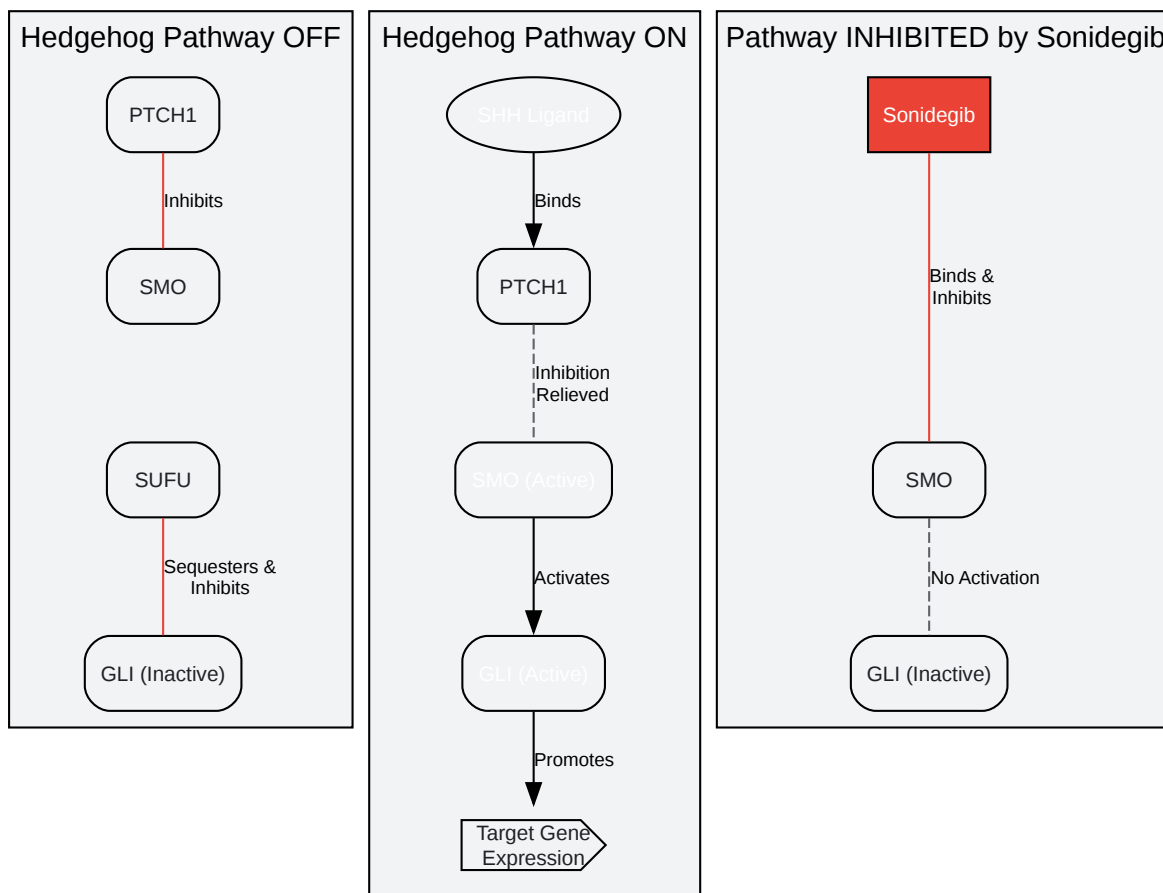 Hedgehog Pathway OFF
PTCH1
Inhibits
SMO
SUFU
Sequesters &
Inhibits
GLI (Inactive)
Hedgehog Pathway ON
SHH Ligand
Binds
PTCH1
Inhibition
Relieved
SMO (Active)
Activates
GLI (Active)
Promotes
Target Gene
Expression
Pathway INHIBITED by Sonidegib
Sonidegib
Binds &
Inhibits
SMO
No Activation
GLI (Inactive)